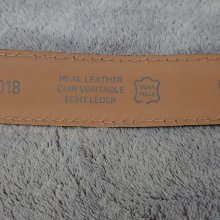 018
REAL LEATHER
CUIR VERITABLE
ECHT LEDER
VERA
PELLE